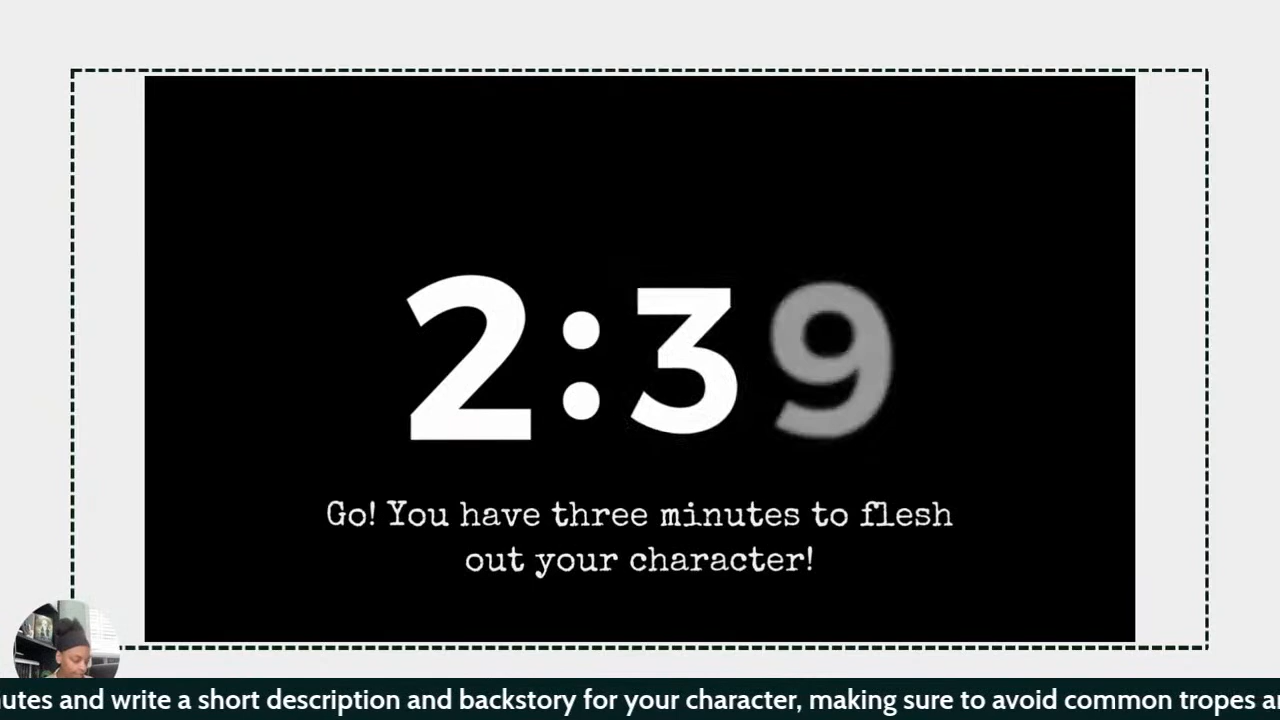 2:39
Go! You have three minutes to flesh
out your character!
and write a short description and backstory for your character, making sure to avoid common tropes